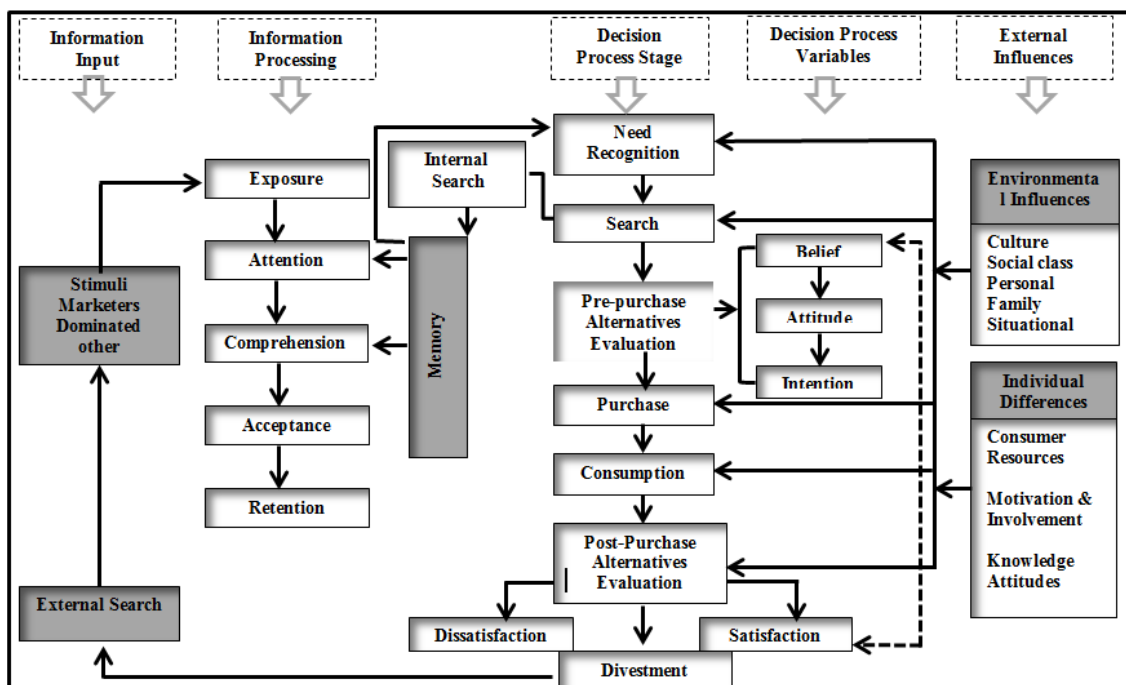 Information
Input
Information
Processing
Decision
Process Stage
Decision Process
Variables
External
Influences
Need
Recognition
Internal
Search
Exposure
Search
Environmenta
l Influences
Culture
Social class
Personal
Family
Situational
Attention
Belief
Stimuli
Marketers
Dominated
other
Memory
Pre-purchase
Alternatives
Evaluation
Attitude
Comprehension
Intention
Individual
Differences
Consumer
Resources
Motivation &
Involvement
Knowledge
Attitudes
Acceptance
Purchase
Consumption
Retention
Post-Purchase
Alternatives
Evaluation
External Search
Dissatisfaction
Satisfaction
Divestment